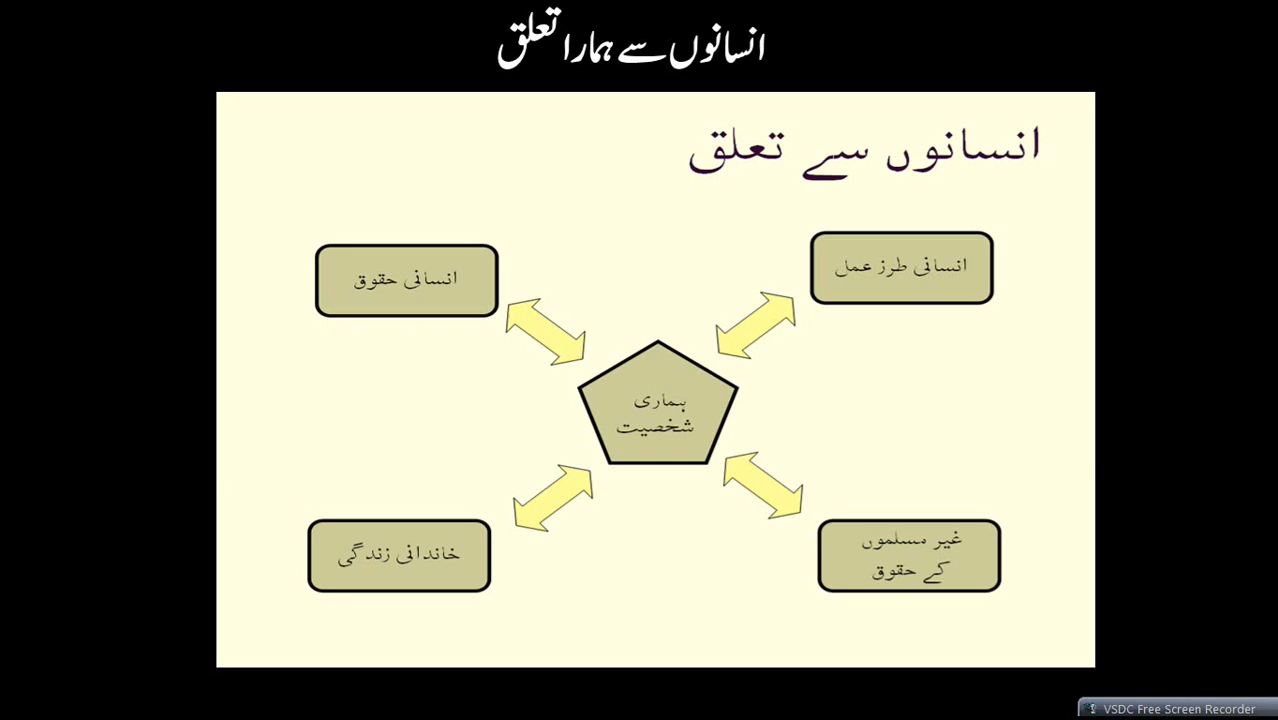 انسانوں سے ہمارا تعلق
انسانوں سے تعلق
انسانی طرز عمل
انسانی حقوق
ہماری
شخصیت
غیر مسلموں
کے حقوق
خاندانی زندگی
VSDC Free Screen Recorder